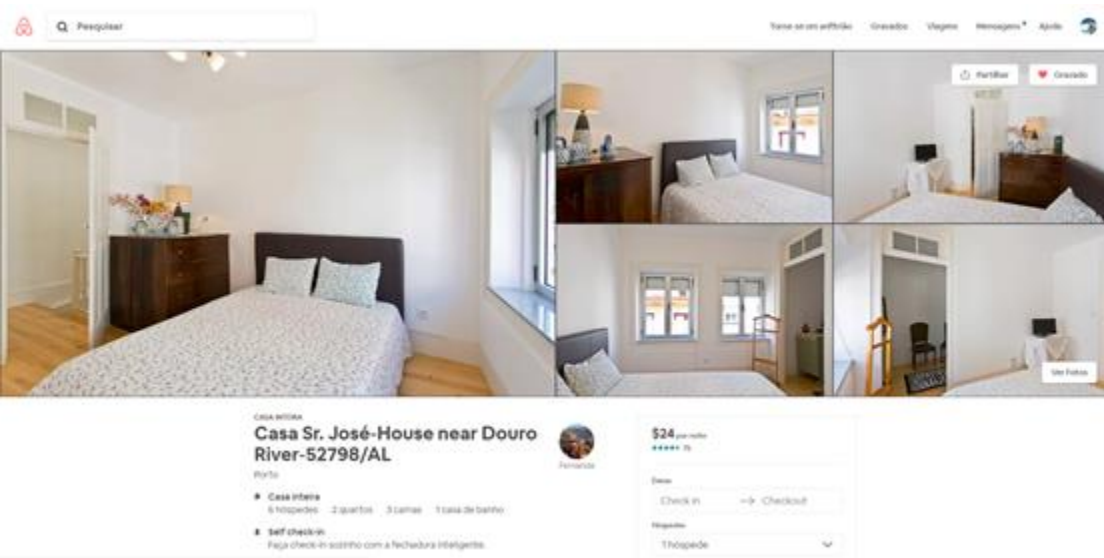 Pesquisar
Torne-se um anfitrião Gravados Viagens Mensagens Ajuda
Partilhar Gravado
Ver Fotos
CASA INTEIRA
Casa Sr. José-House near Douro
River-52798/AL
Porto
Fernanda
Casa inteira
6 hóspedes 2 quartos 3 camas 1 casa de banho
Self check-in
Faça check-in sozinho com a fechadura inteligente.
$24 por noite
Datas
Check in → Checkout
Hóspedes
1 hóspede